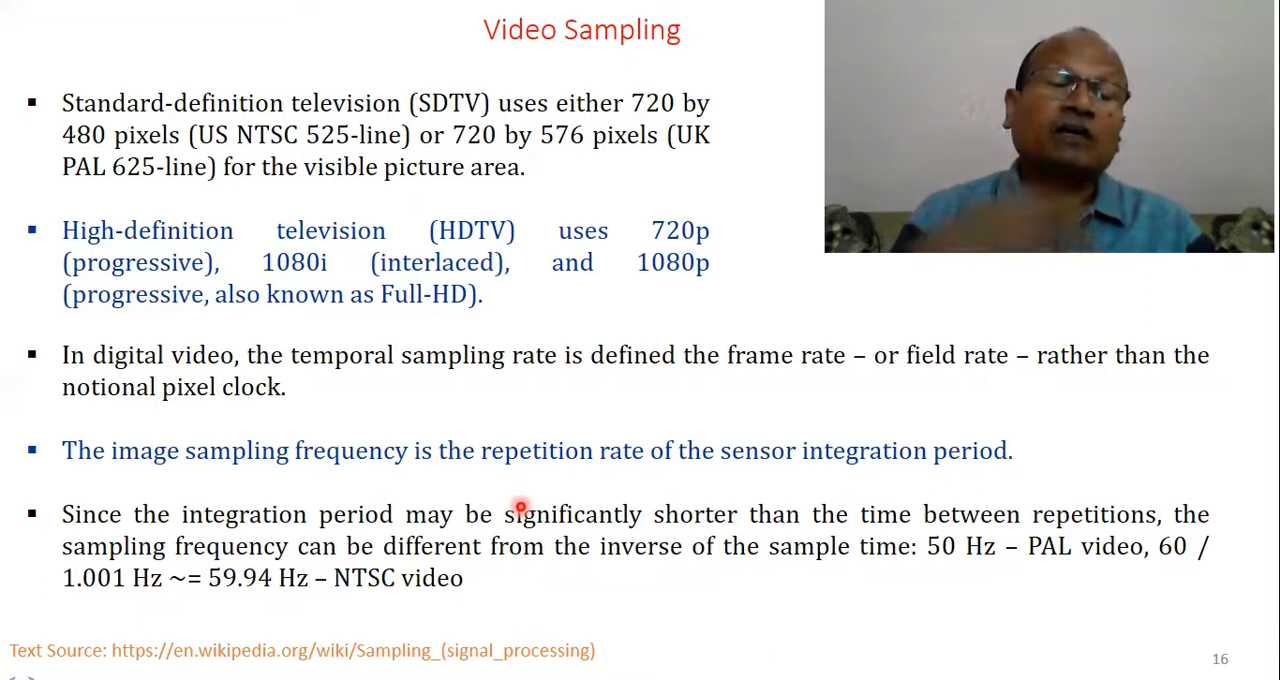 Video Sampling
▪ Standard-definition television (SDTV) uses either 720 by
480 pixels (US NTSC 525-line) or 720 by 576 pixels (UK
PAL 625-line) for the visible picture area.
▪ High-definition television (HDTV) uses 720p
(progressive), 1080i (interlaced), and 1080p
(progressive, also known as Full-HD).
▪ In digital video, the temporal sampling rate is defined the frame rate – or field rate – rather than the
notional pixel clock.
▪ The image sampling frequency is the repetition rate of the sensor integration period.
▪ Since the integration period may be significantly shorter than the time between repetitions, the
sampling frequency can be different from the inverse of the sample time: 50 Hz – PAL video, 60 /
1.001 Hz ~= 59.94 Hz – NTSC video
Text Source: https://en.wikipedia.org/wiki/Sampling_(signal_processing)
16